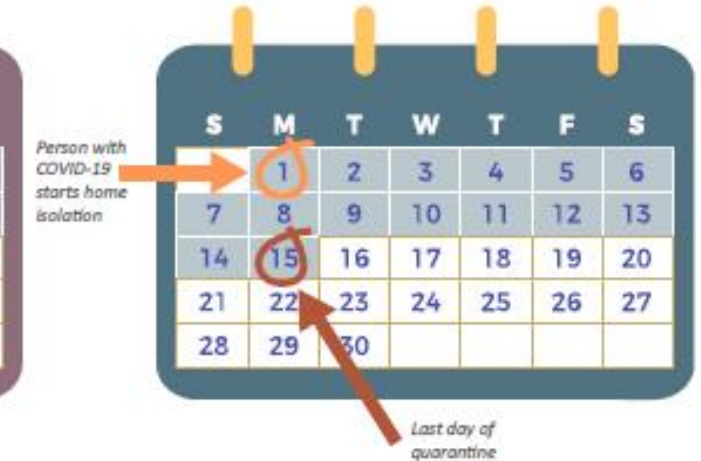 Person with
COVID-19
starts home
isolation
S M T W T F S
1 2 3 4 5 6
7 8 9 10 11 12 13
14 15 16 17 18 19 20
21 22 23 24 25 26 27
28 29 30
Last day of
quarantine